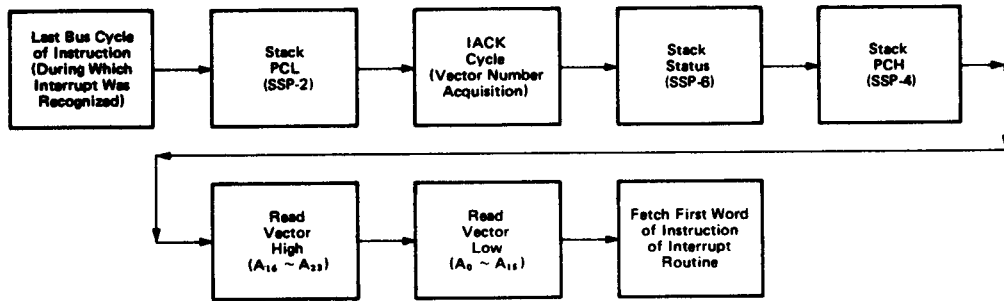 Last Bus Cycle
of Instruction
(During Which
Interrupt Was
Recognized)
Stack
PCL
(SSP-2)
IACK
Cycle
(Vector Number
Acquisition)
Stack
Status
(SSP-6)
Stack
PCH
(SSP-4)
Read
Vector
High
(A₁₆ ~ A₂₃)
Read
Vector
Low
(A₀ ~ A₁₅)
Fetch First Word
of Instruction
of Interrupt
Routine